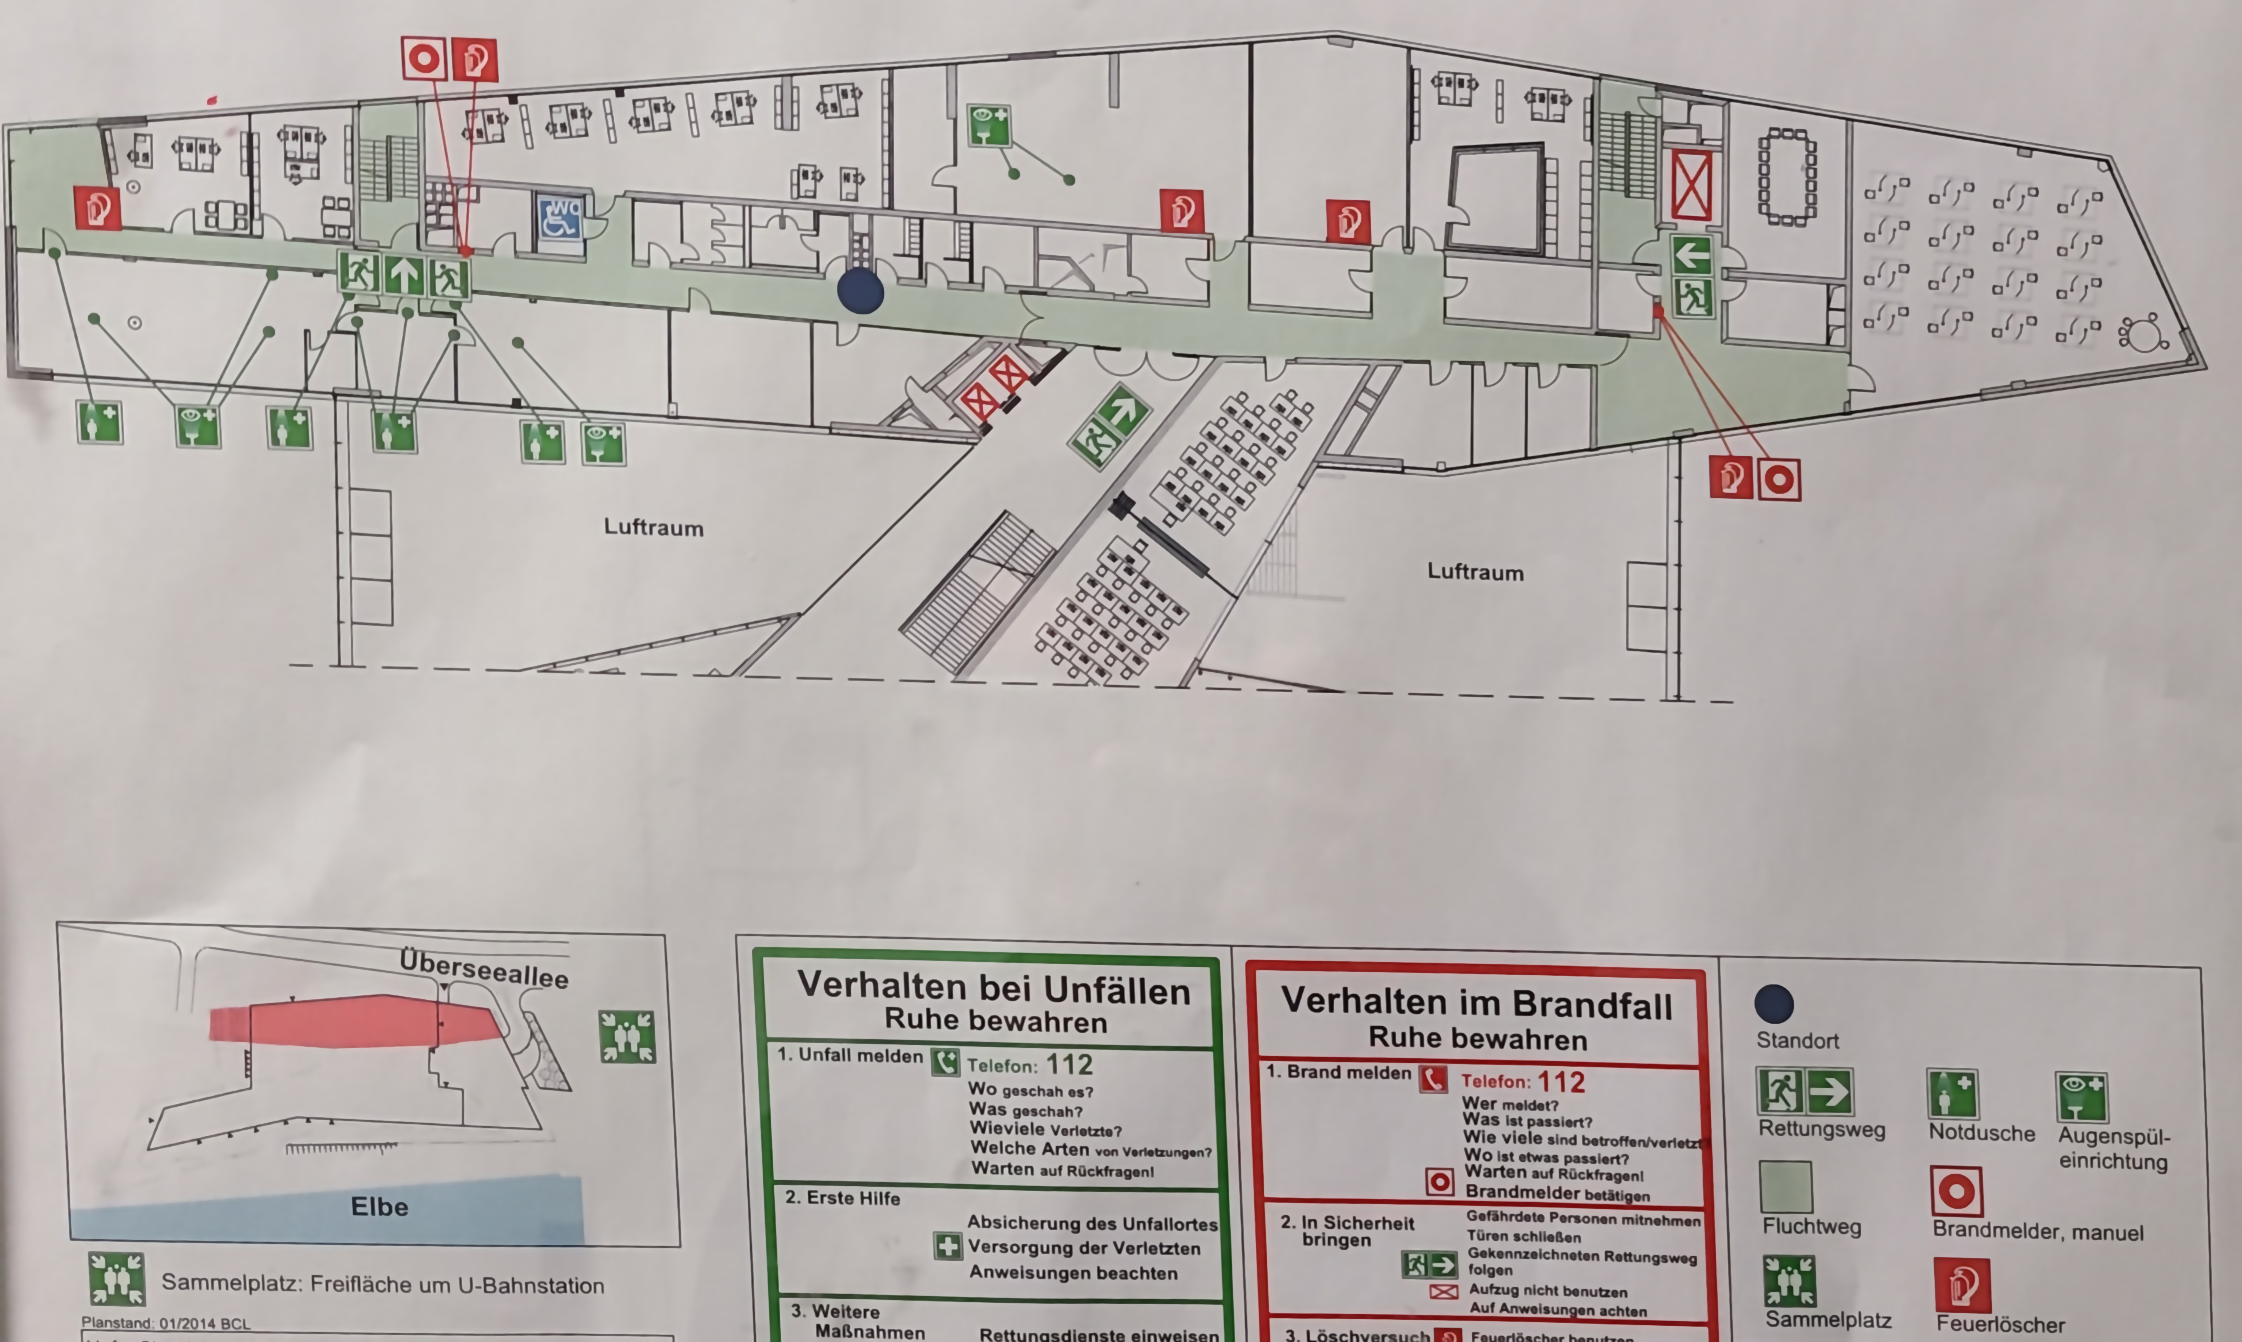 WC
Luftraum
Luftraum
Überseeallee
Elbe
Sammelplatz: Freifläche um U-Bahnstation
Planstand: 01/2014 BCL
Verhalten bei Unfällen
Ruhe bewahren
1. Unfall melden Telefon: 112
Wo geschah es?
Was geschah?
Wieviele Verletzte?
Welche Arten von Verletzungen?
Warten auf Rückfragen!
2. Erste Hilfe
Absicherung des Unfallortes
Versorgung der Verletzten
Anweisungen beachten
3. Weitere
Maßnahmen Rettungsdienste einweisen
Verhalten im Brandfall
Ruhe bewahren
1. Brand melden Telefon: 112
Wer meldet?
Was ist passiert?
Wie viele sind betroffen/verletzt
Wo ist etwas passiert?
Warten auf Rückfragen!
Brandmelder betätigen
2. In Sicherheit
bringen
Gefährdete Personen mitnehmen
Türen schließen
Gekennzeichneten Rettungsweg
folgen
Aufzug nicht benutzen
Auf Anweisungen achten
3. Löschversuch Feuerlöscher benutzen
Standort
Rettungsweg
Notdusche
Augenspül-
einrichtung
Fluchtweg
Brandmelder, manuel
Sammelplatz
Feuerlöscher